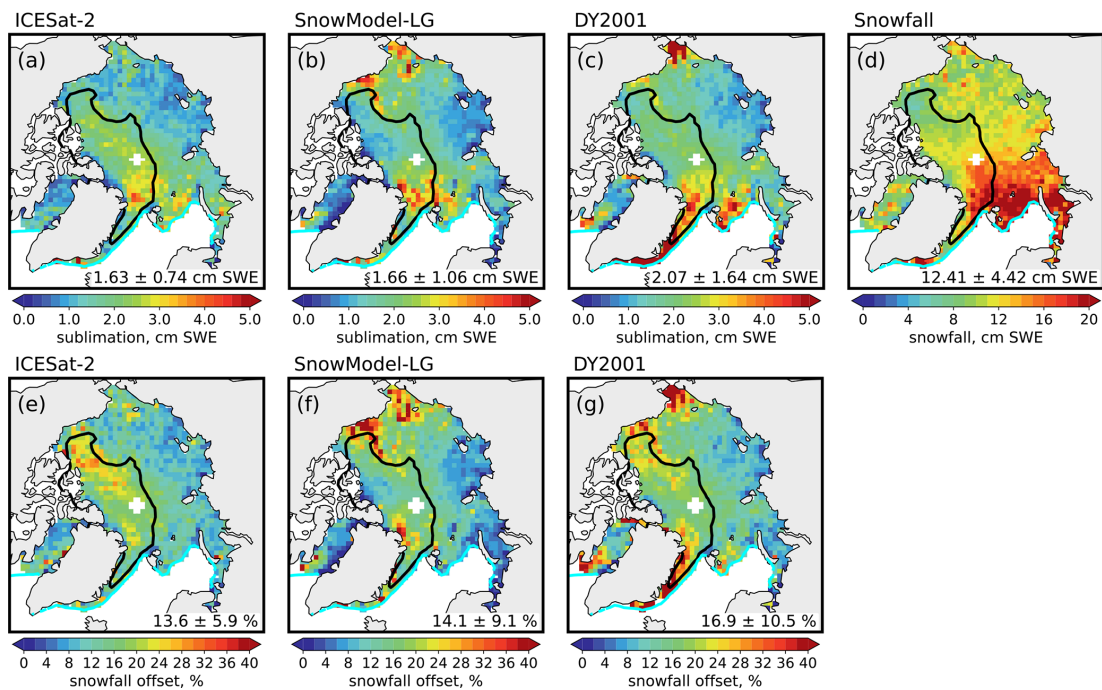 ICESat-2 SnowModel-LG DY2001 Snowfall
(a) (b) (c) (d)
1.63 ± 0.74 cm SWE 1.66 ± 1.06 cm SWE 2.07 ± 1.64 cm SWE 12.41 ± 4.42 cm SWE
0.0 1.0 2.0 3.0 4.0 5.0 0.0 1.0 2.0 3.0 4.0 5.0 0.0 1.0 2.0 3.0 4.0 5.0 0 4 8 12 16 20
sublimation, cm SWE sublimation, cm SWE sublimation, cm SWE snowfall, cm SWE
ICESat-2 SnowModel-LG DY2001
(e) (f) (g)
13.6 ± 5.9 % 14.1 ± 9.1 % 16.9 ± 10.5 %
0 4 8 12 16 20 24 28 32 36 40 0 4 8 12 16 20 24 28 32 36 40 0 4 8 12 16 20 24 28 32 36 40
snowfall offset, % snowfall offset, % snowfall offset, %